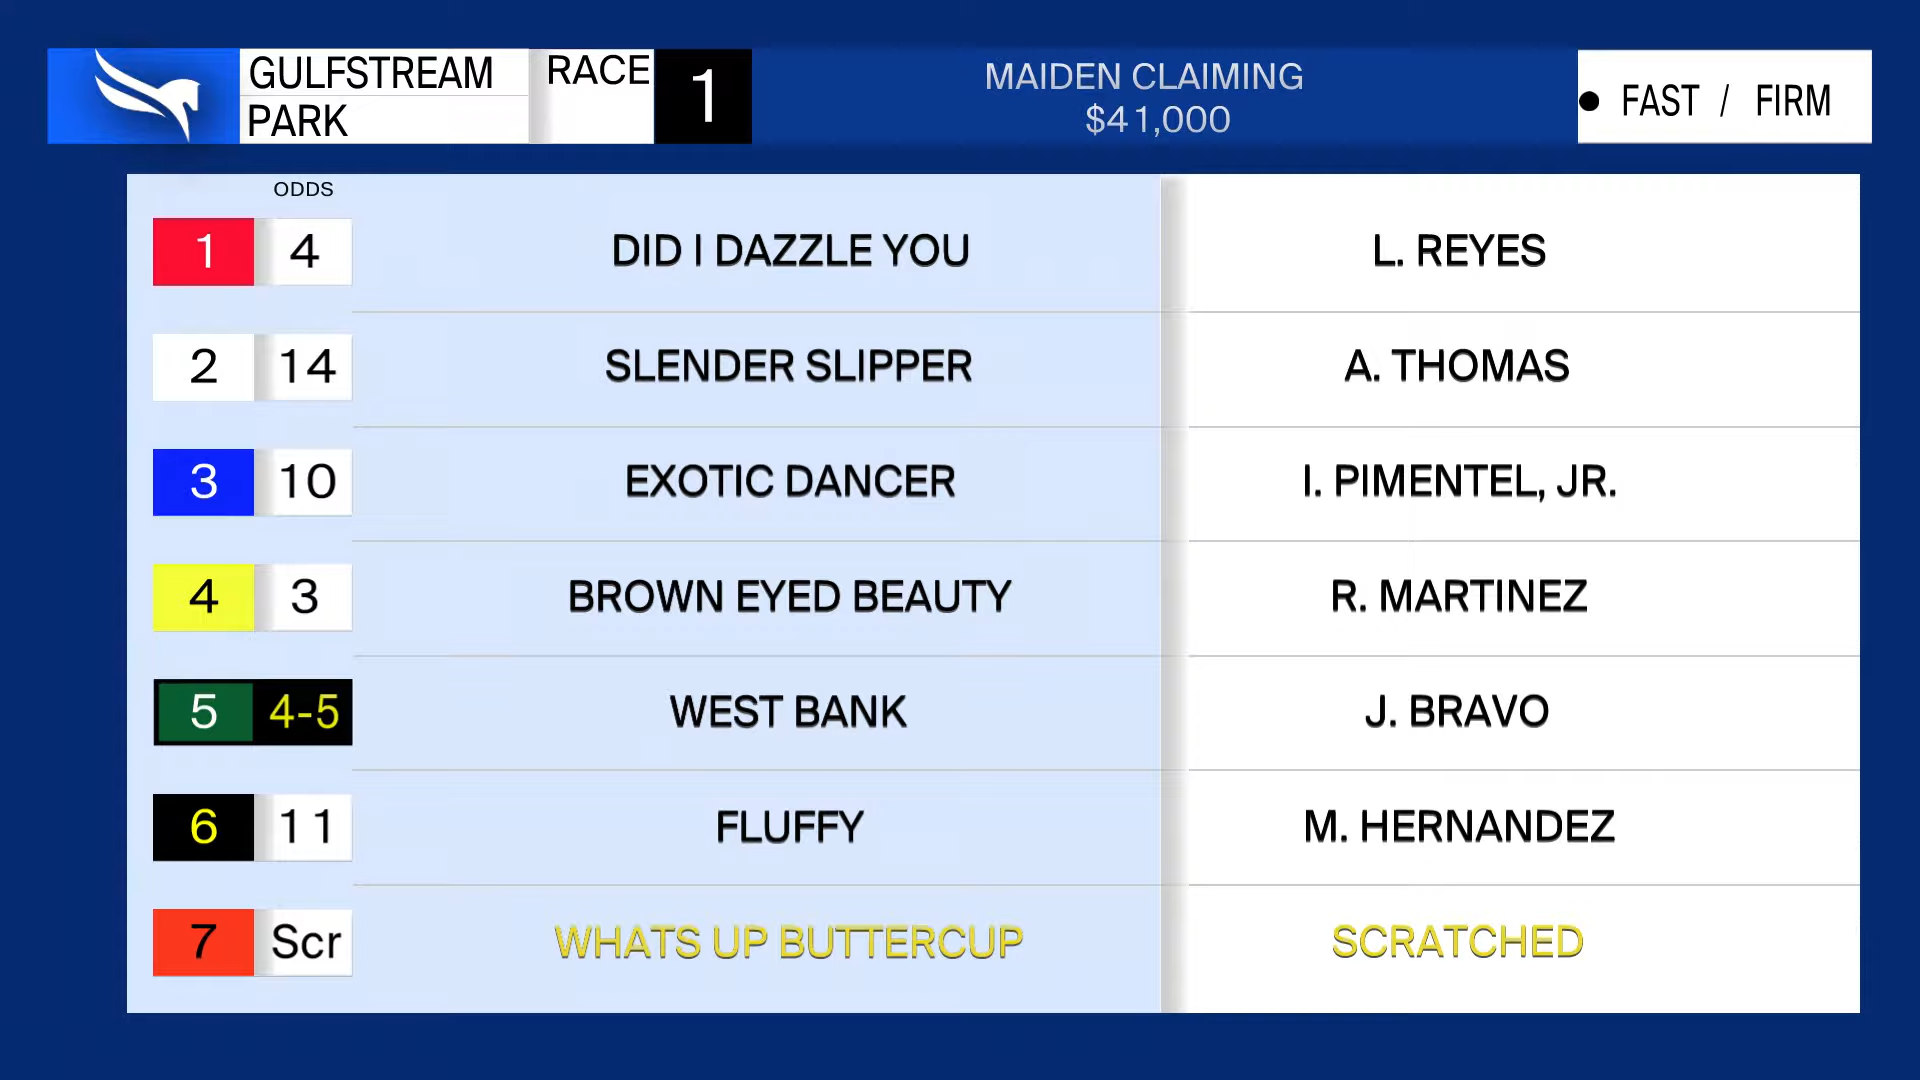 GULFSTREAM
PARK
RACE
1
MAIDEN CLAIMING
$41,000
• FAST / FIRM
ODDS
1 4 DID I DAZZLE YOU L. REYES
2 14 SLENDER SLIPPER A. THOMAS
3 10 EXOTIC DANCER I. PIMENTEL, JR.
4 3 BROWN EYED BEAUTY R. MARTINEZ
5 4-5 WEST BANK J. BRAVO
6 11 FLUFFY M. HERNANDEZ
7 Scr WHATS UP BUTTERCUP SCRATCHED